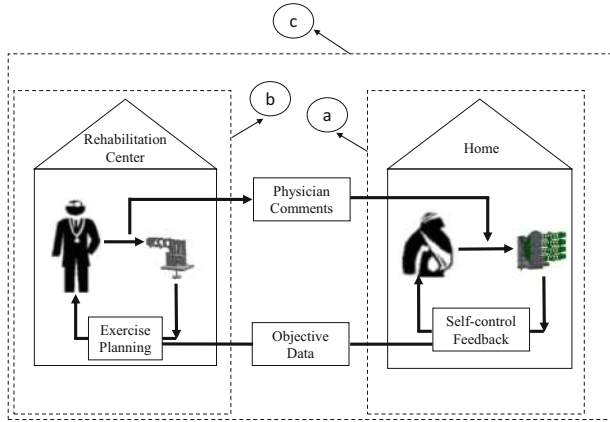 c
b
a
Rehabilitation
Center
Home
Physician
Comments
Exercise
Planning
Objective
Data
Self-control
Feedback